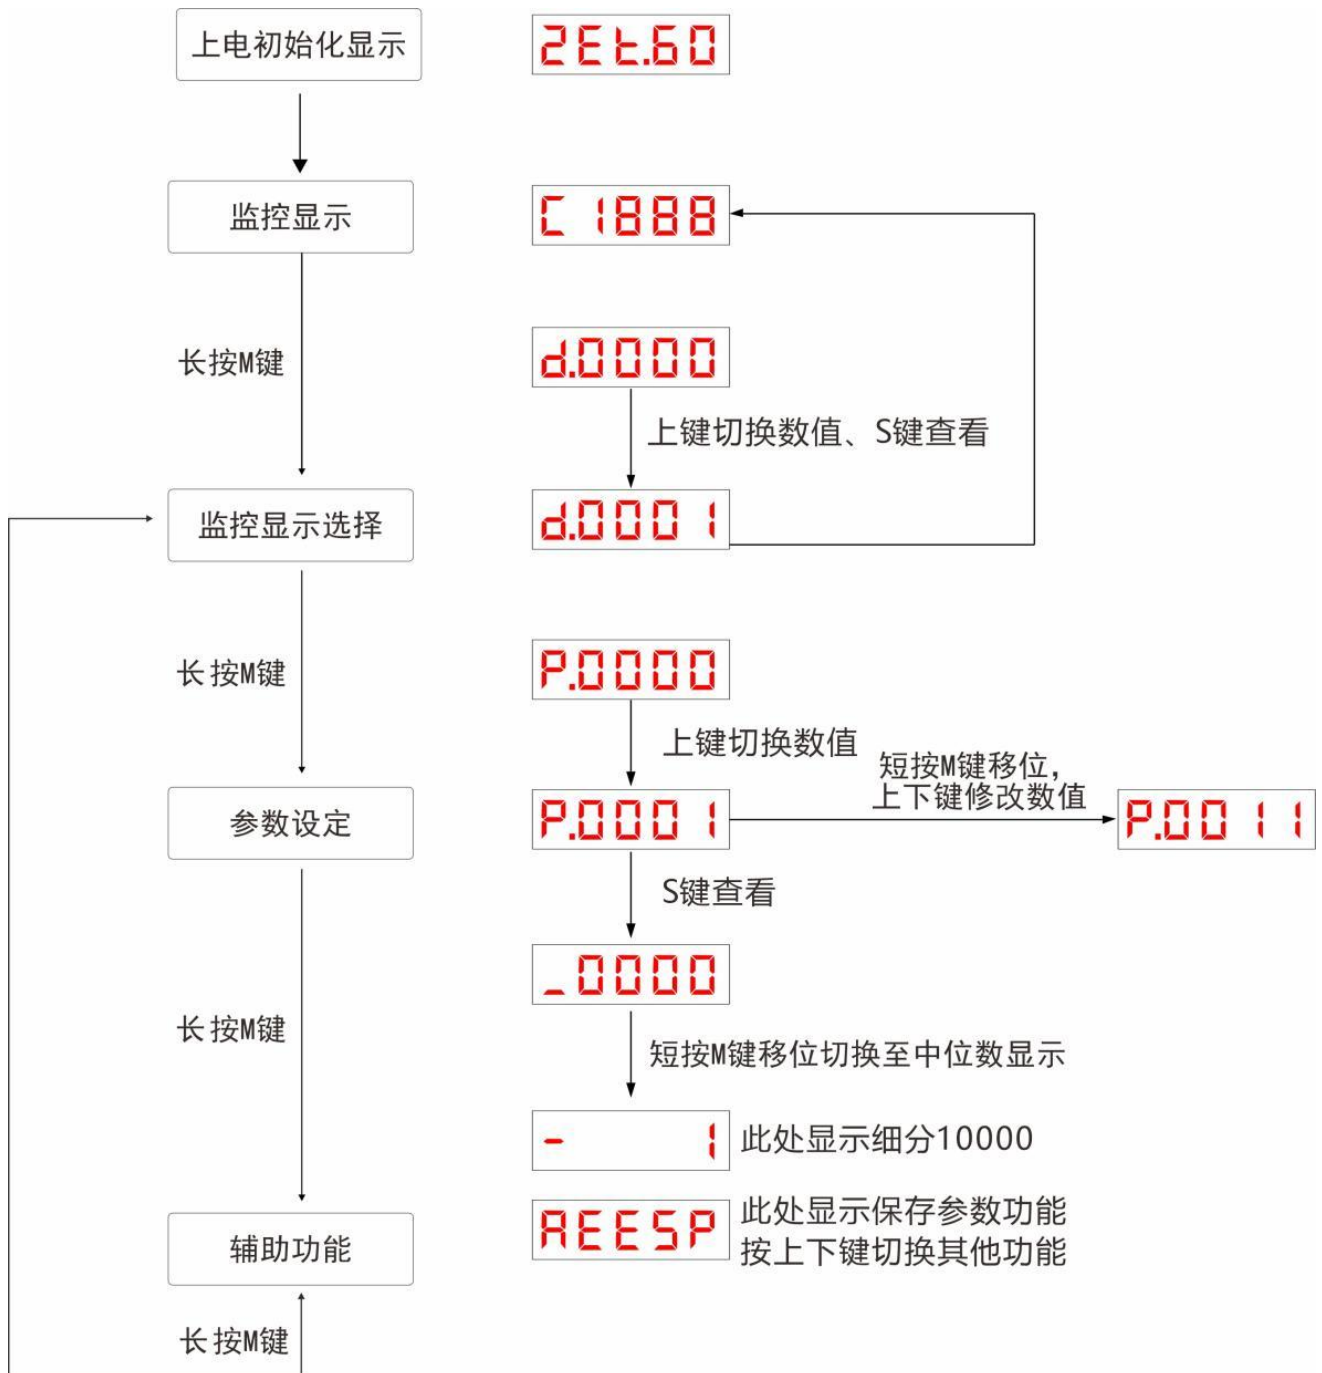 上电初始化显示
2Et.60
监控显示
C1888
长按M键
d.0000
上键切换数值、S键查看
监控显示选择
d.0001
长按M键
P.0000
上键切换数值
短按M键移位，
上下键修改数值
参数设定
P.0001
P.0011
S键查看
_0000
长按M键
短按M键移位切换至中位数显示
- 1
此处显示细分10000
AEESP
此处显示保存参数功能
按上下键切换其他功能
辅助功能
长按M键